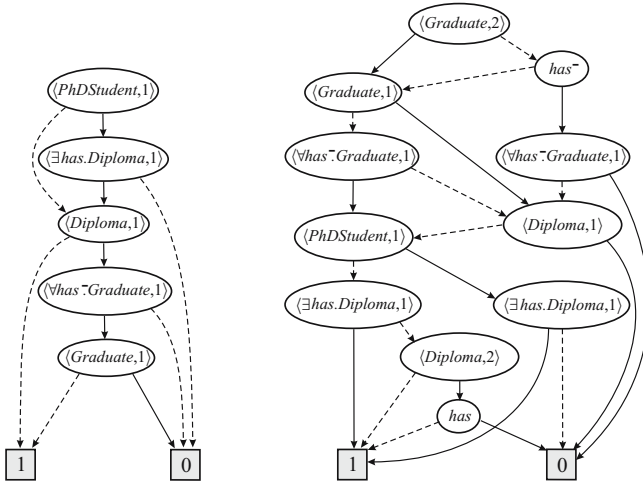 ⟨PhDStudent,1⟩
⟨∃has.Diploma,1⟩
⟨Diploma,1⟩
⟨∀has⁻.Graduate,1⟩
⟨Graduate,1⟩
1
0
⟨Graduate,2⟩
has⁻
⟨Graduate,1⟩
⟨∀has⁻.Graduate,1⟩
⟨∀has⁻.Graduate,1⟩
⟨Diploma,1⟩
⟨PhDStudent,1⟩
⟨∃has.Diploma,1⟩
⟨∃has.Diploma,1⟩
⟨Diploma,2⟩
has
1
0